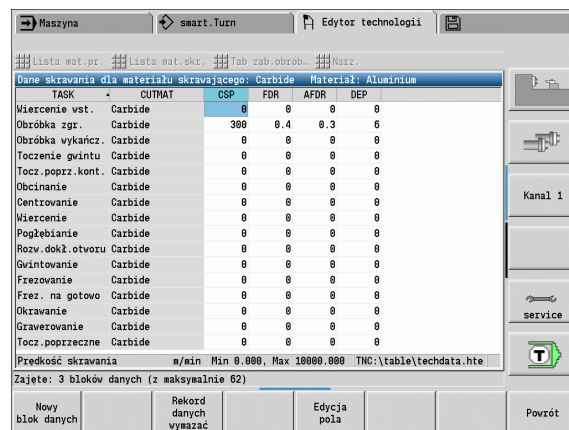 Maszyna smart.Turn Edytor technologii
Lista mat.pr. Lista mat.skr. Tab zab.obrób… Narz.
Dane skrawania dla materiału skrawającego: Carbide Materiał: Aluminium
TASK CUTMAT CSP FDR AFDR DEP
Wiercenie wst. Carbide 0 0 0 0
Obróbka zgr. Carbide 300 0.4 0.3 6
Obróbka wykańcz. Carbide 0 0 0 0
Toczenie gwintu Carbide 0 0 0 0
Tocz.poprz.kont. Carbide 0 0 0 0
Obcinanie Carbide 0 0 0 0
Centrowanie Carbide 0 0 0 0
Wiercenie Carbide 0 0 0 0
Pogłębianie Carbide 0 0 0 0
Rozw.dokł.otworu Carbide 0 0 0 0
Gwintowanie Carbide 0 0 0 0
Frezowanie Carbide 0 0 0 0
Frez. na gotowo Carbide 0 0 0 0
Okrawanie Carbide 0 0 0 0
Grawerowanie Carbide 0 0 0 0
Tocz.poprzeczne Carbide 0 0 0 0
Prędkość skrawania m/min Min 0.000, Max 10000.000 TNC:\table\techdata.hte
Zajęte: 3 bloków danych (z maksymalnie 62)
Kanal 1
service
T
Nowy
blok danych
Rekord
danych
wymazać
Edycja
pola
Powrót